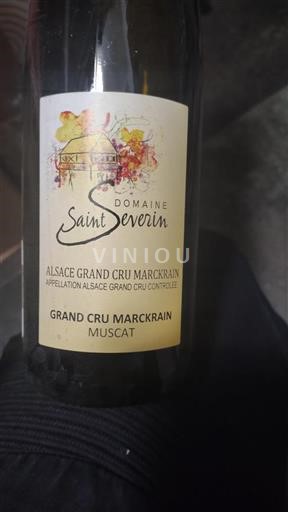 DOMAINE
Saint Severin
VINIOU
ALSACE GRAND CRU MARCKRAIN
APPELLATION ALSACE GRAND CRU CONTROLEE
GRAND CRU MARCKRAIN
MUSCAT